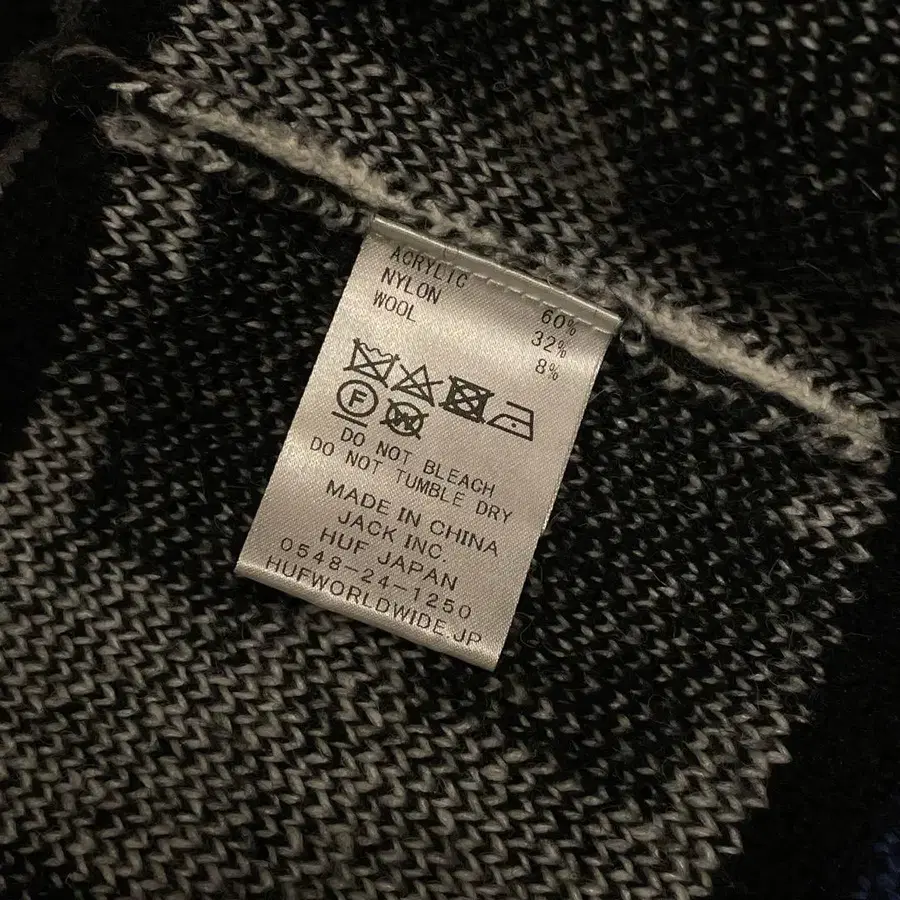 ACRYLIC 60%
NYLON 32%
WOOL 8%
F W
DO NOT BLEACH
DO NOT TUMBLE DRY
MADE IN CHINA
JACK INC.
HUF JAPAN
0548-24-1250
HUFWORLDWIDE.JP